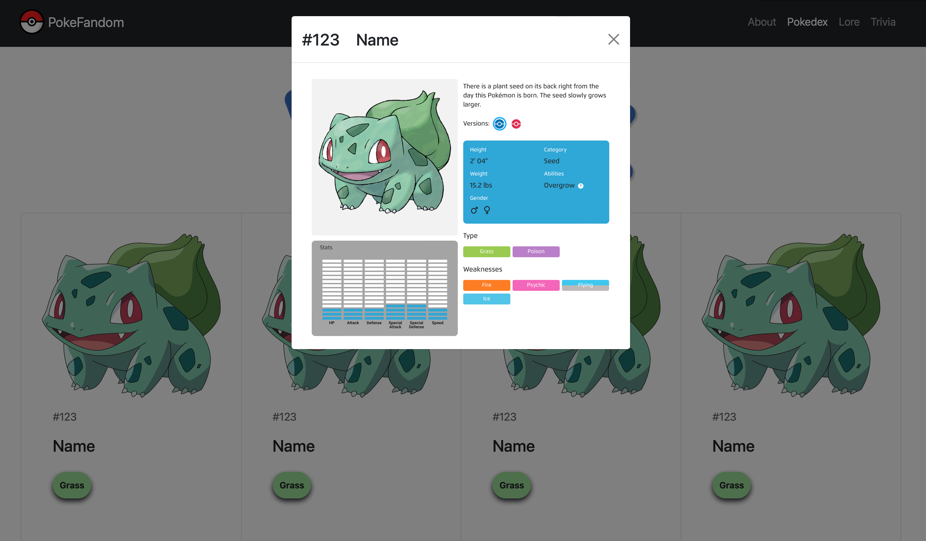 PokeFandom
About Pokedex Lore Trivia
#123 Name
There is a plant seed on its back right from the
day this Pokémon is born. The seed slowly grows
larger.
Versions:
Height Category
2' 04" Seed
Weight Abilities
15.2 lbs Overgrow ?
Gender
Type
Grass Poison
Weaknesses
Fire Psychic Flying
Ice
Stats
HP Attack Defense Special Attack Special Defense Speed
#123 #123 #123 #123
Name Name Name Name
Grass Grass Grass Grass